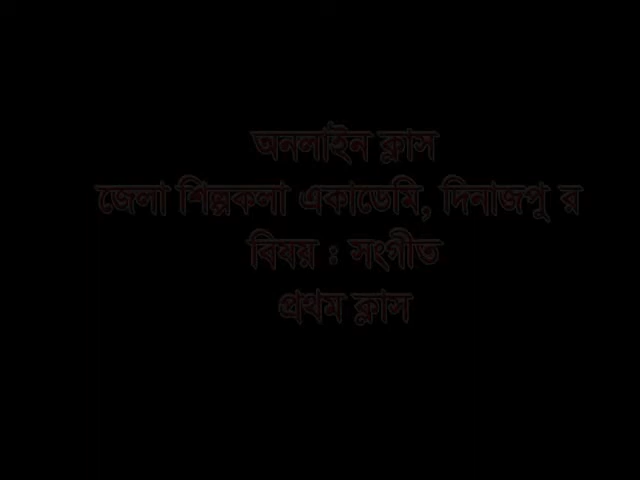 অনলাইন ক্লাস
জেলা শিল্পকলা একাডেমি, দিনাজপু র
বিষয় : সংগীত
প্রথম ক্লাস